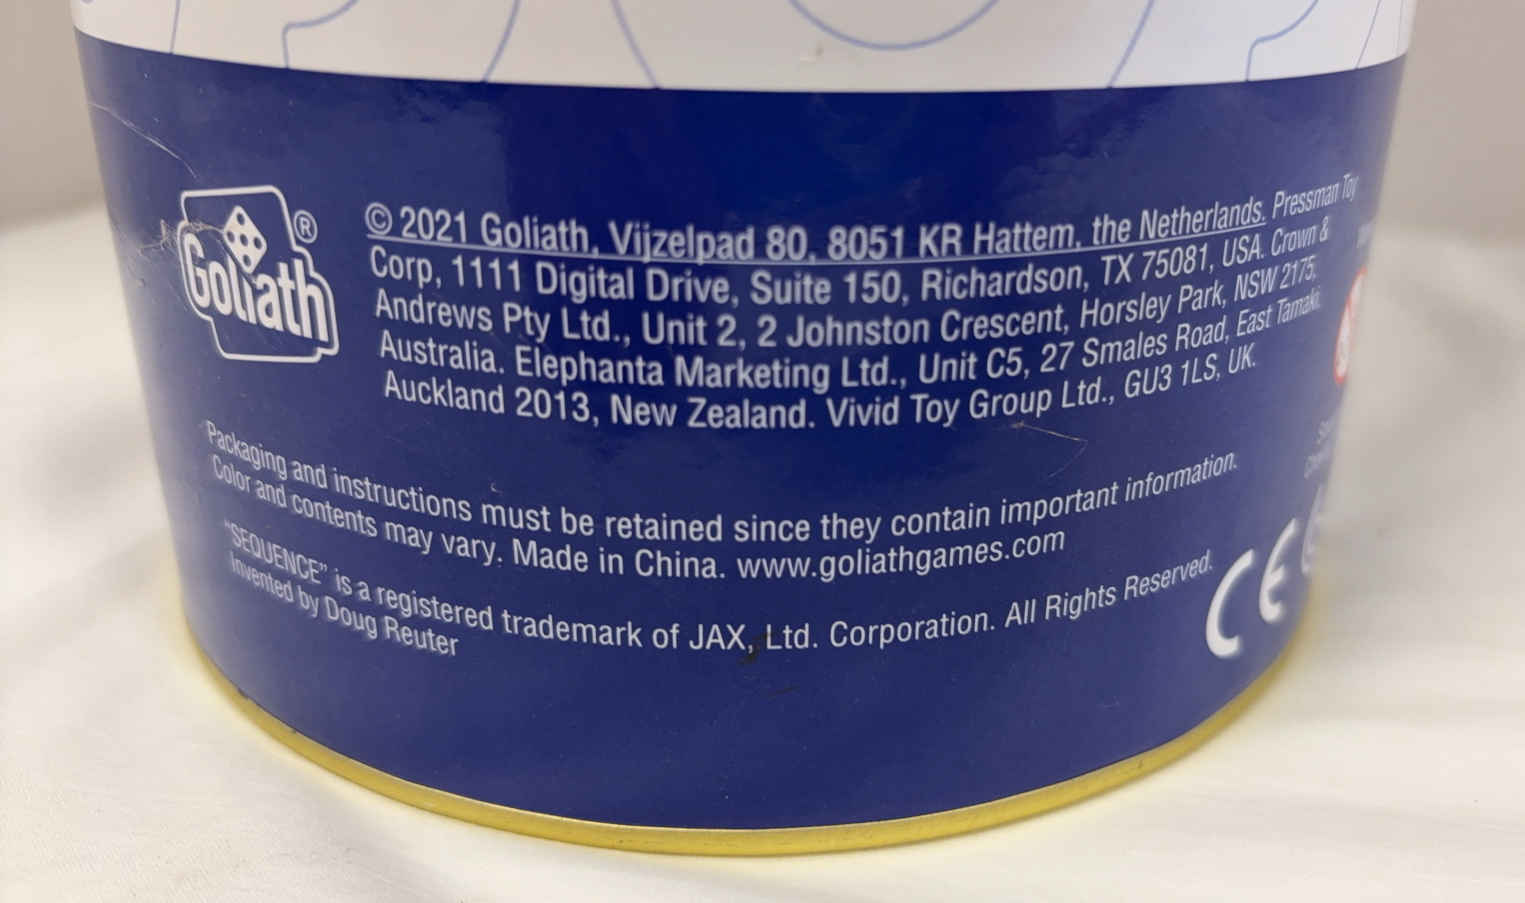 Goliath®
© 2021 Goliath, Vijzelpad 80, 8051 KR Hattem, the Netherlands. Pressman Toy
Corp, 1111 Digital Drive, Suite 150, Richardson, TX 75081, USA. Crown &
Andrews Pty Ltd., Unit 2, 2 Johnston Crescent, Horsley Park, NSW 2175,
Australia. Elephanta Marketing Ltd., Unit C5, 27 Smales Road, East Tamaki.
Auckland 2013, New Zealand. Vivid Toy Group Ltd., GU3 1LS, UK.
Packaging and instructions must be retained since they contain important information.
Color and contents may vary. Made in China. www.goliathgames.com
"SEQUENCE" is a registered trademark of JAX, Ltd. Corporation. All Rights Reserved.
Invented by Doug Reuter
CE